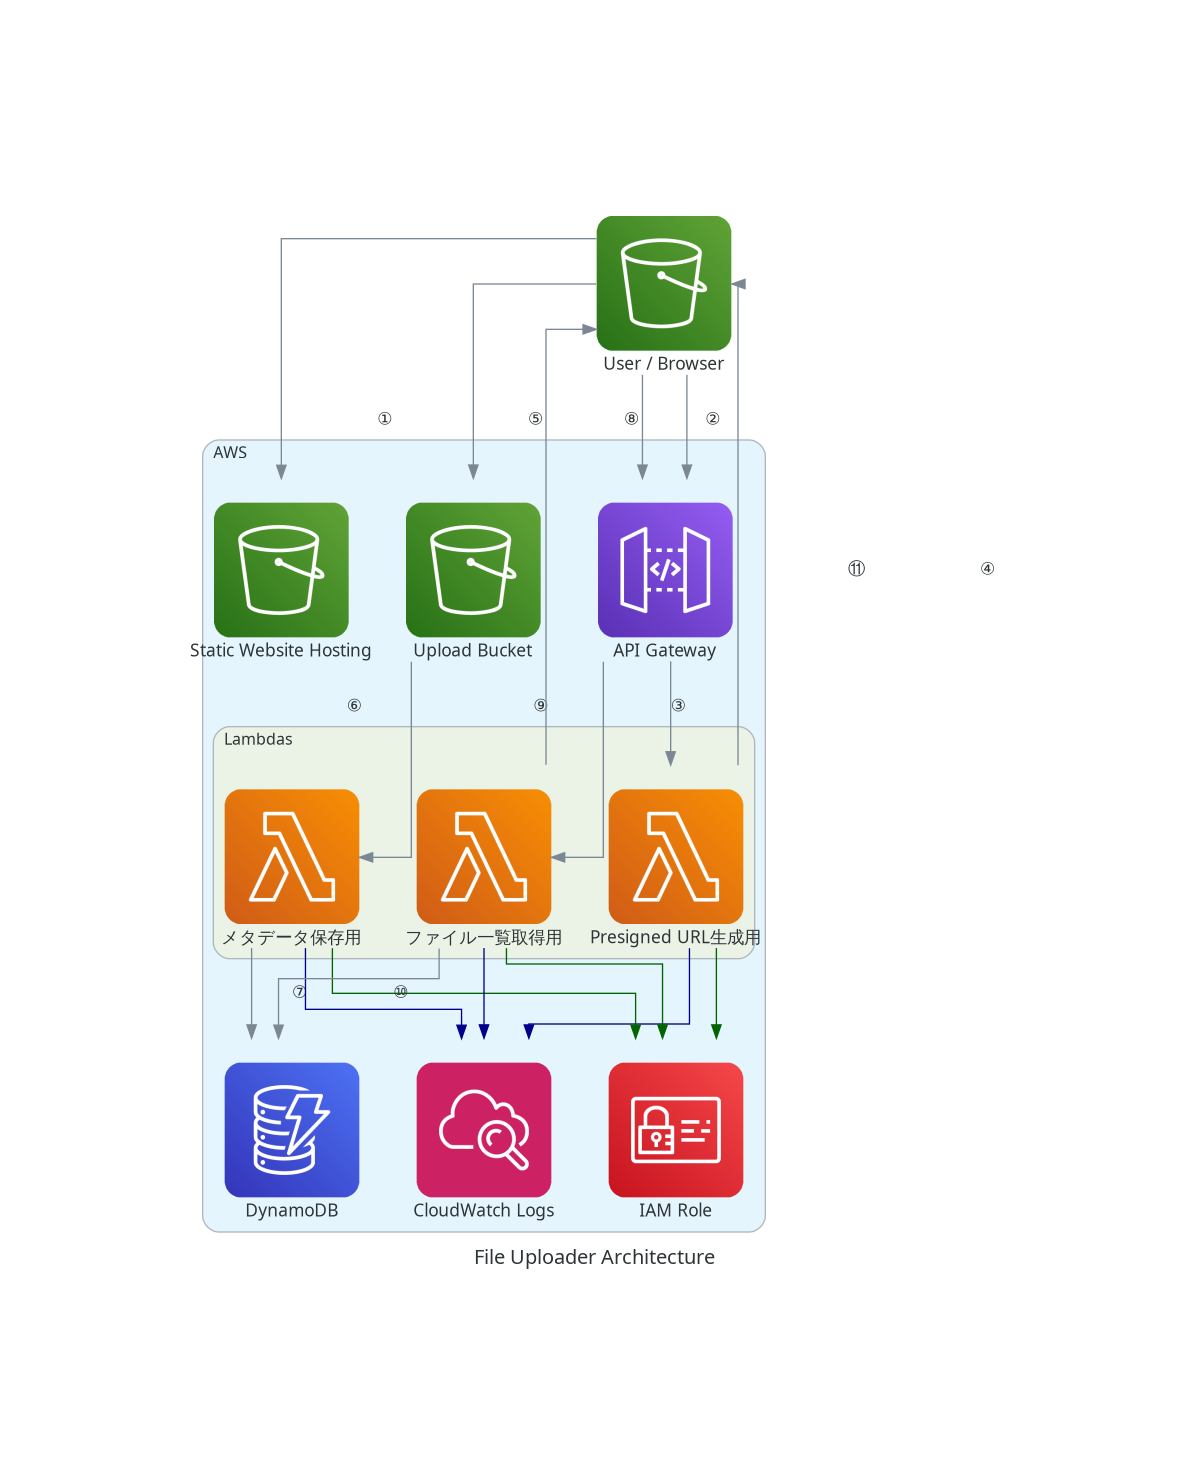 User / Browser
①
⑤
⑧
②
AWS
⑪
④
Static Website Hosting
Upload Bucket
API Gateway
⑥
⑨
③
Lambdas
メタデータ保存用
ファイル一覧取得用
Presigned URL生成用
⑦
⑩
DynamoDB
CloudWatch Logs
IAM Role
File Uploader Architecture